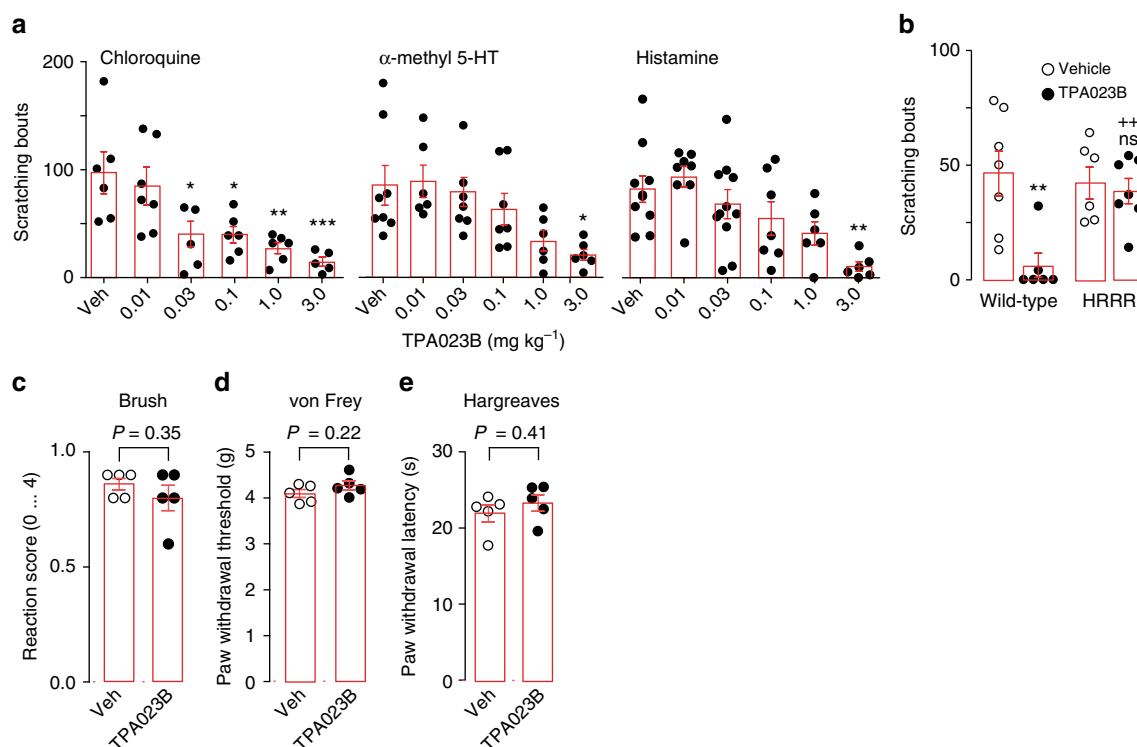 a
Chloroquine
α-methyl 5-HT
Histamine
Scratching bouts
200
100
0
*
*
**
***
*
**
Veh
0.01
0.03
0.1
1.0
3.0
Veh
0.01
0.03
0.1
1.0
3.0
Veh
0.01
0.03
0.1
1.0
3.0
TPA023B (mg kg⁻¹)
b
Scratching bouts
100
50
0
Vehicle
TPA023B
**
++
ns
Wild-type
HRRR
c
Brush
P = 0.35
Reaction score (0 ... 4)
1.0
0.5
0.0
Veh
TPA023B
d
von Frey
P = 0.22
Paw withdrawal threshold (g)
5
4
3
2
1
0
Veh
TPA023B
e
Hargreaves
P = 0.41
Paw withdrawal latency (s)
30
20
10
0
Veh
TPA023B